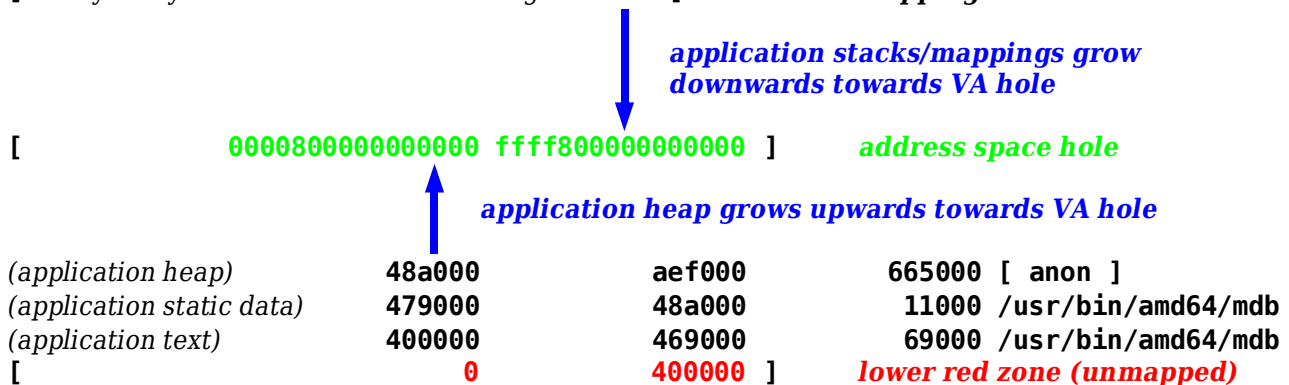 application stacks/mappings grow
downwards towards VA hole
[ 0000800000000000 ffff800000000000 ] address space hole
application heap grows upwards towards VA hole
(application heap) 48a000 aef000 665000 [ anon ]
(application static data) 479000 48a000 11000 /usr/bin/amd64/mdb
(application text) 400000 469000 69000 /usr/bin/amd64/mdb
[ 0 400000 ] lower red zone (unmapped)